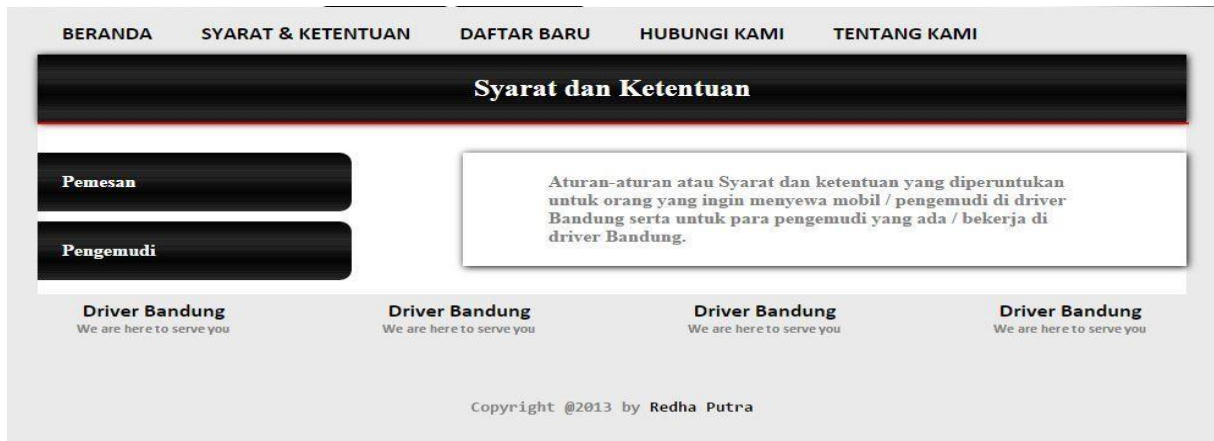 BERANDA SYARAT & KETENTUAN DAFTAR BARU HUBUNGI KAMI TENTANG KAMI
Syarat dan Ketentuan
Pemesan
Pengemudi
Aturan-aturan atau Syarat dan ketentuan yang diperuntukan
untuk orang yang ingin menyewa mobil / pengemudi di driver
Bandung serta untuk para pengemudi yang ada / bekerja di
driver Bandung.
Driver Bandung Driver Bandung Driver Bandung Driver Bandung
We are here to serve you We are here to serve you We are here to serve you We are here to serve you
Copyright @2013 by Redha Putra